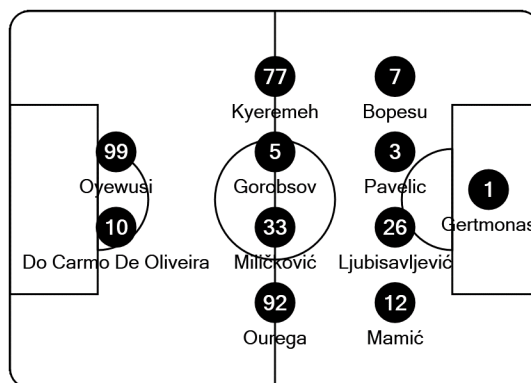 77
Kyeremeh
7
Bopesu
99
Oyewusi
5
Gorobsov
3
Pavelic
1
Gertmonas
10
Do Carmo De Oliveira
33
Miličković
26
Ljubisavljević
92
Ourega
12
Mamić